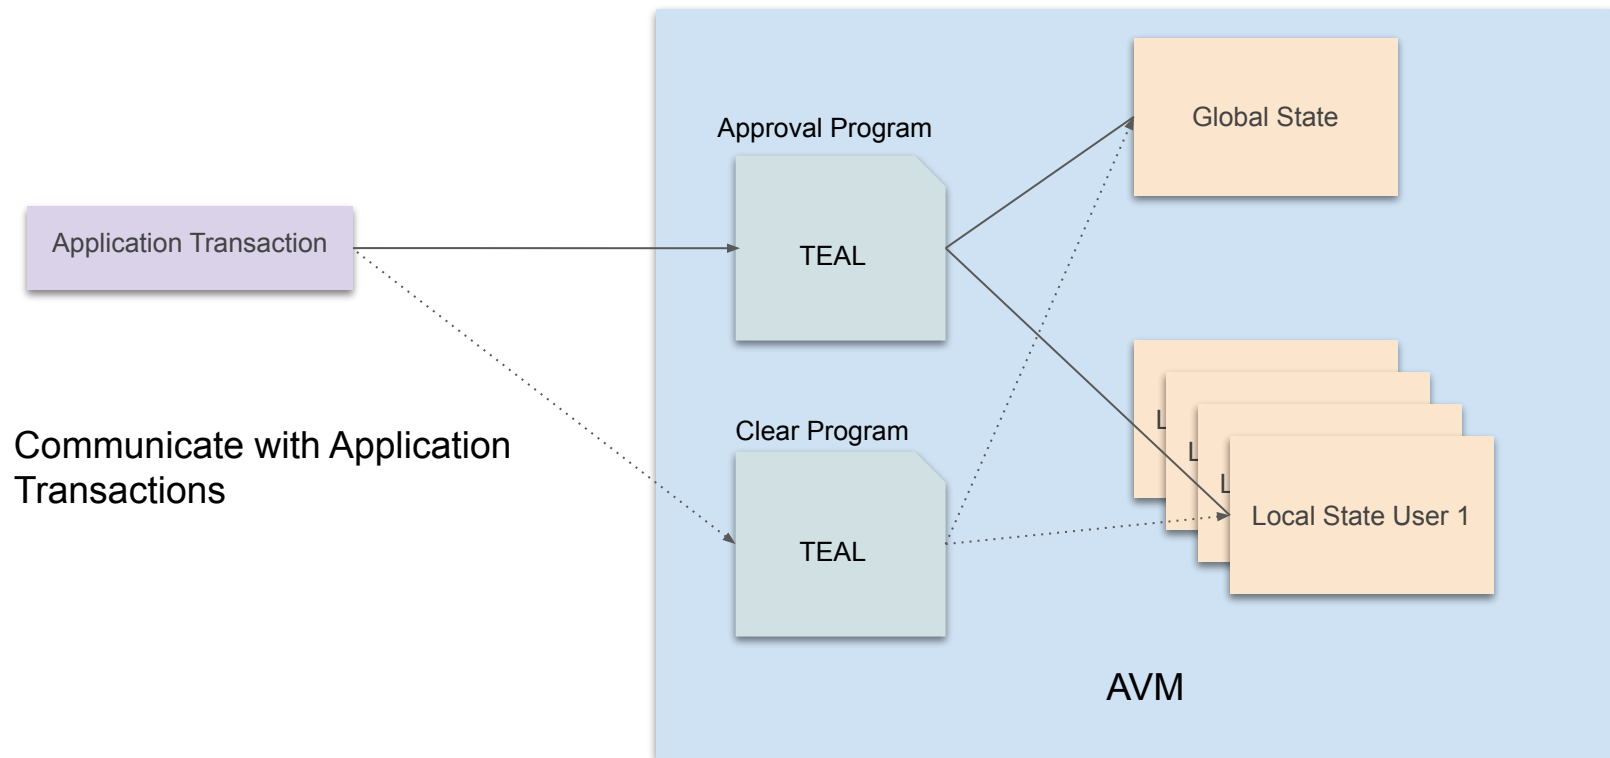 Approval Program
Global State
Application Transaction
TEAL
Communicate with Application
Transactions
Clear Program
TEAL
L
L
L
Local State User 1
AVM